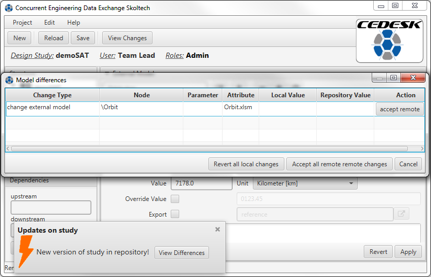 Concurrent Engineering Data Exchange Skoltech
Project Edit Help
New Reload Save View Changes
CEDESK
Design Study: demoSAT User: Team Lead Roles: Admin
Model differences
Change Type Node Parameter Attribute Local Value Repository Value Action
change external model \Orbit Orbit.xlsm accept remote
Revert all local changes Accept all remote remote changes Cancel
Dependencies
Value 7178.0 Unit Kilometer [km]
upstream
Override Value 5123.45
Export reference
downstream
Updates on study
New version of study in repository! View Differences
Revert Apply